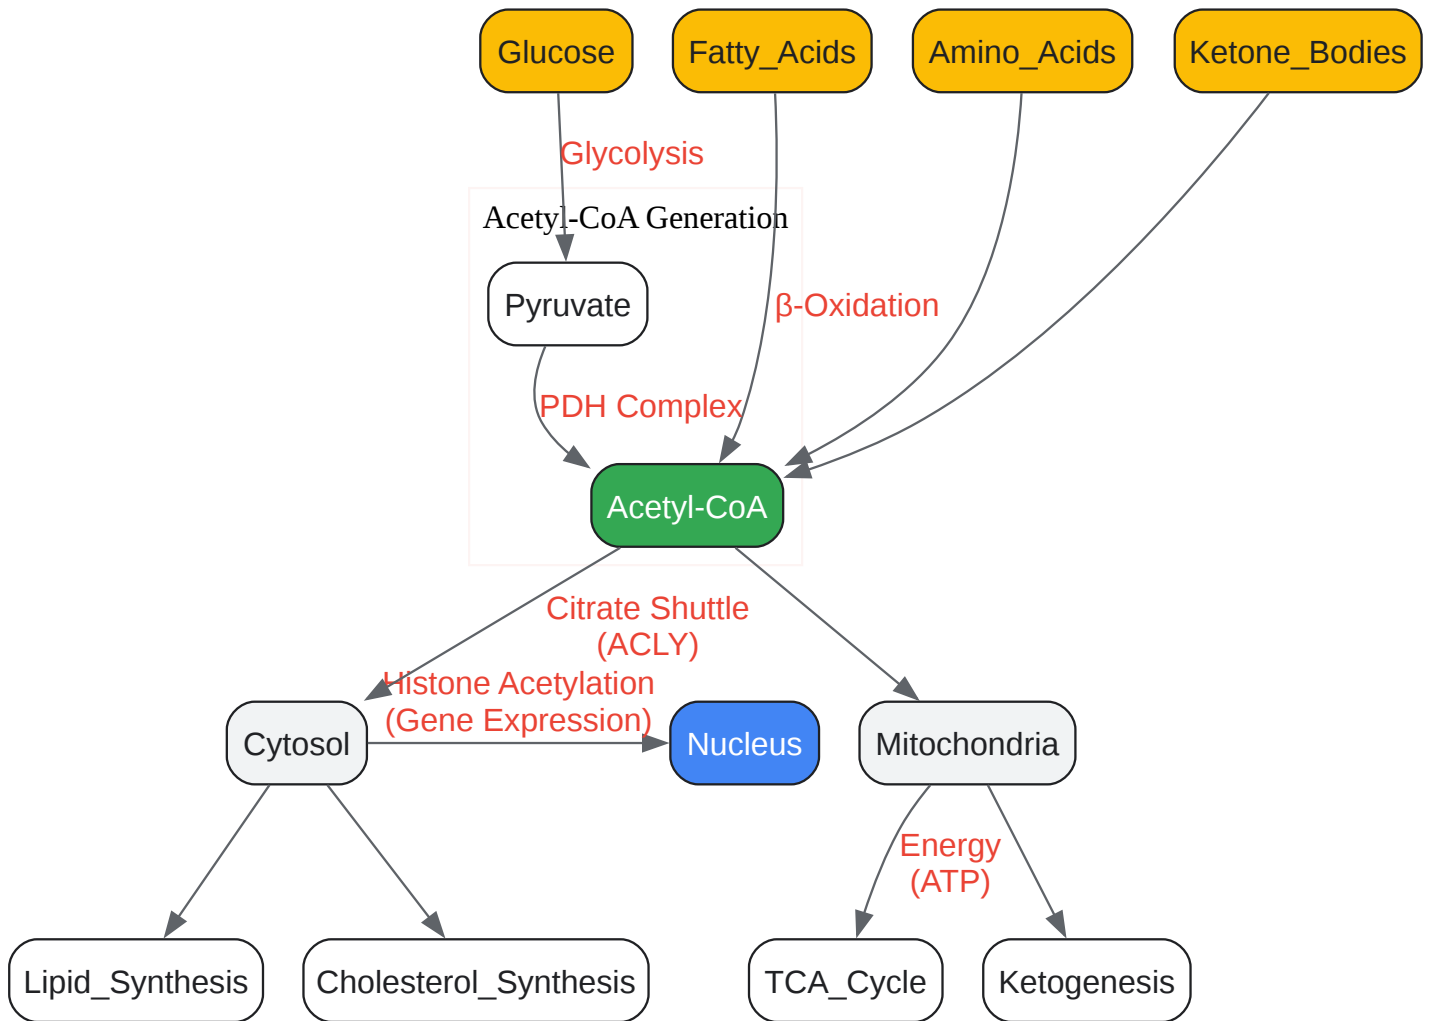 Glucose
Fatty_Acids
Amino_Acids
Ketone_Bodies
Glycolysis
Acetyl-CoA Generation
Pyruvate
β-Oxidation
PDH Complex
Acetyl-CoA
Citrate Shuttle
(ACLY)
Histone Acetylation
(Gene Expression)
Cytosol
Nucleus
Mitochondria
Energy
(ATP)
Lipid_Synthesis
Cholesterol_Synthesis
TCA_Cycle
Ketogenesis